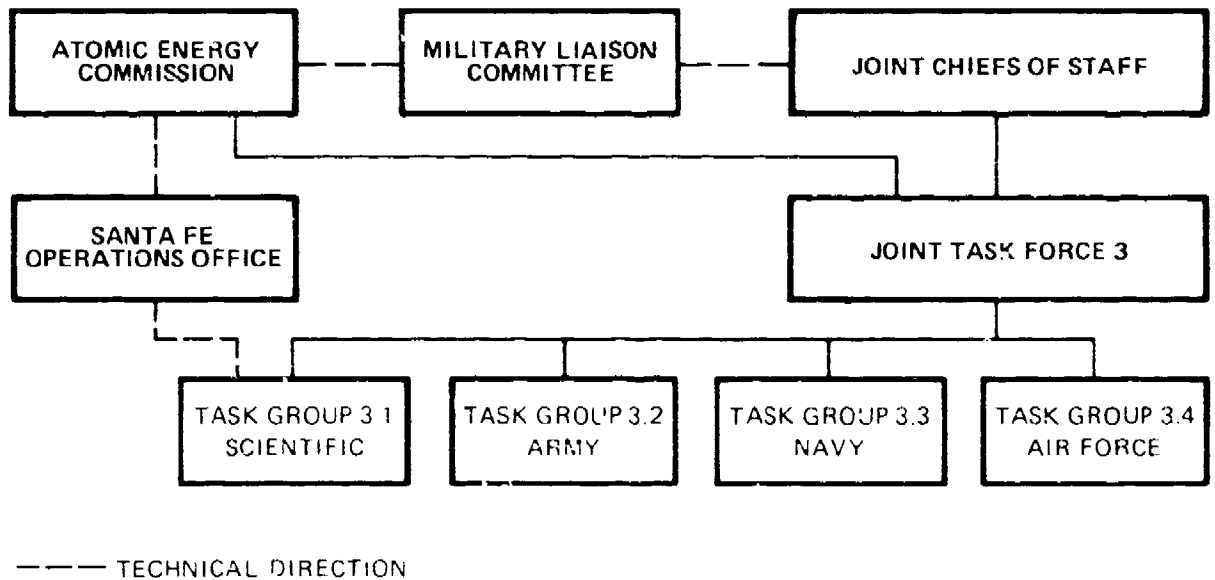 ATOMIC ENERGY
COMMISSION
MILITARY LIAISON
COMMITTEE
JOINT CHIEFS OF STAFF
SANTA FE
OPERATIONS OFFICE
JOINT TASK FORCE 3
TASK GROUP 3 1
SCIENTIFIC
TASK GROUP 3.2
ARMY
TASK GROUP 3.3
NAVY
TASK GROUP 3.4
AIR FORCE
TECHNICAL DIRECTION